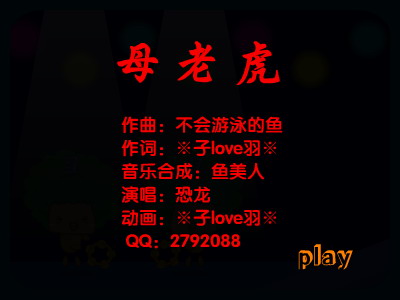 母老虎
作曲：不会游泳的鱼
作词：※子love羽※
音乐合成：鱼美人
演唱：恐龙
动画：※子love羽※
QQ：2792088
play